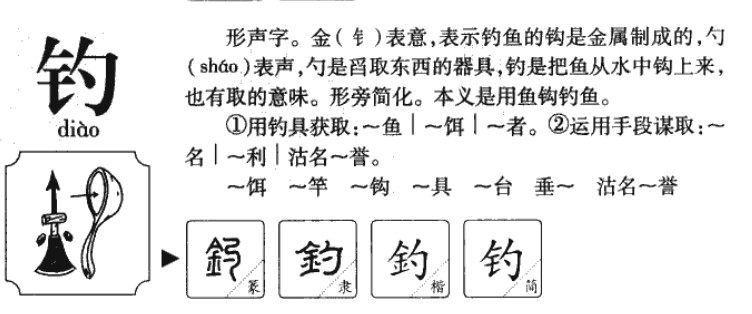 钓
diào
形声字。金(钅)表意,表示钓鱼的钩是金属制成的,勺
(sháo)表声,勺是舀取东西的器具,钓是把鱼从水中钩上来,
也有取的意味。形旁简化。本义是用鱼钩钓鱼。
①用钓具获取:~鱼|~饵|~者。②运用手段谋取:~
名|~利|沽名~誉。
~饵 ~竿 ~钩 ~具 ~台 垂~ 沽名~誉
釣 篆 釣 隶 釣 楷 钓 简